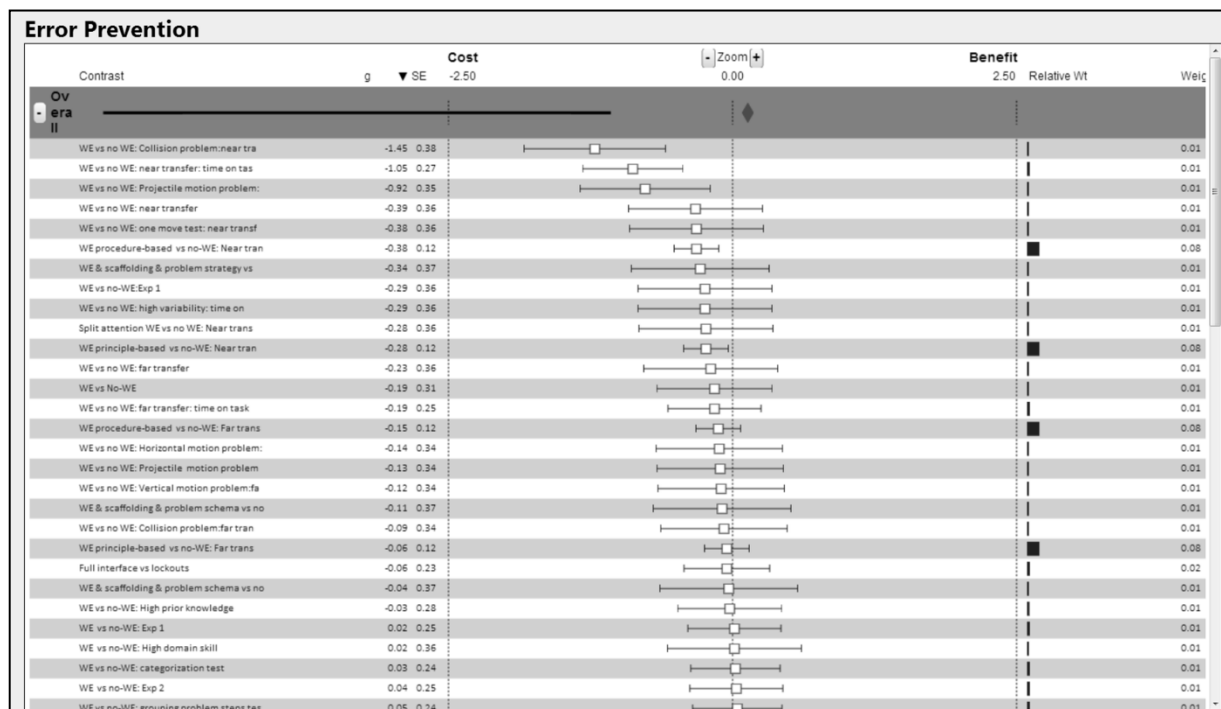 Error Prevention
Cost - Zoom + Benefit
Contrast g ▼ SE -2.50 0.00 2.50 Relative Wt Weig
- Ov
era
ll
WE vs no WE: Collision problem:near tra -1.45 0.38 0.01
WE vs no WE: near transfer: time on tas -1.05 0.27 0.01
WE vs no WE: Projectile motion problem: -0.92 0.35 0.01
WE vs no WE: near transfer -0.39 0.36 0.01
WE vs no WE: one move test: near transf -0.38 0.36 0.01
WE procedure-based vs no-WE: Near tran -0.38 0.12 0.08
WE & scaffolding & problem strategy vs -0.34 0.37 0.01
WE vs no-WE:Exp 1 -0.29 0.36 0.01
WE vs no WE: high variability: time on -0.29 0.36 0.01
Split attention WE vs no WE: Near trans -0.28 0.36 0.01
WE principle-based vs no-WE: Near tran -0.28 0.12 0.08
WE vs no WE: far transfer -0.23 0.36 0.01
WE vs No-WE -0.19 0.31 0.01
WE vs no WE: far transfer: time on task -0.19 0.25 0.01
WE procedure-based vs no-WE: Far trans -0.15 0.12 0.08
WE vs no WE: Horizontal motion problem: -0.14 0.34 0.01
WE vs no WE: Projectile motion problem -0.13 0.34 0.01
WE vs no WE: Vertical motion problem:fa -0.12 0.34 0.01
WE & scaffolding & problem schema vs no -0.11 0.37 0.01
WE vs no WE: Collision problem:far tran -0.09 0.34 0.01
WE principle-based vs no-WE: Far trans -0.06 0.12 0.08
Full interface vs lockouts -0.06 0.23 0.02
WE & scaffolding & problem schema vs no -0.04 0.37 0.01
WE vs no-WE: High prior knowledge -0.03 0.28 0.01
WE vs no-WE: Exp 1 0.02 0.25 0.01
WE vs no-WE: High domain skill 0.02 0.36 0.01
WE vs no-WE: categorization test 0.03 0.24 0.01
WE vs no-WE: Exp 2 0.04 0.25 0.01
WE vs no-WE: grouping problem steps tes 0.05 0.24 0.01